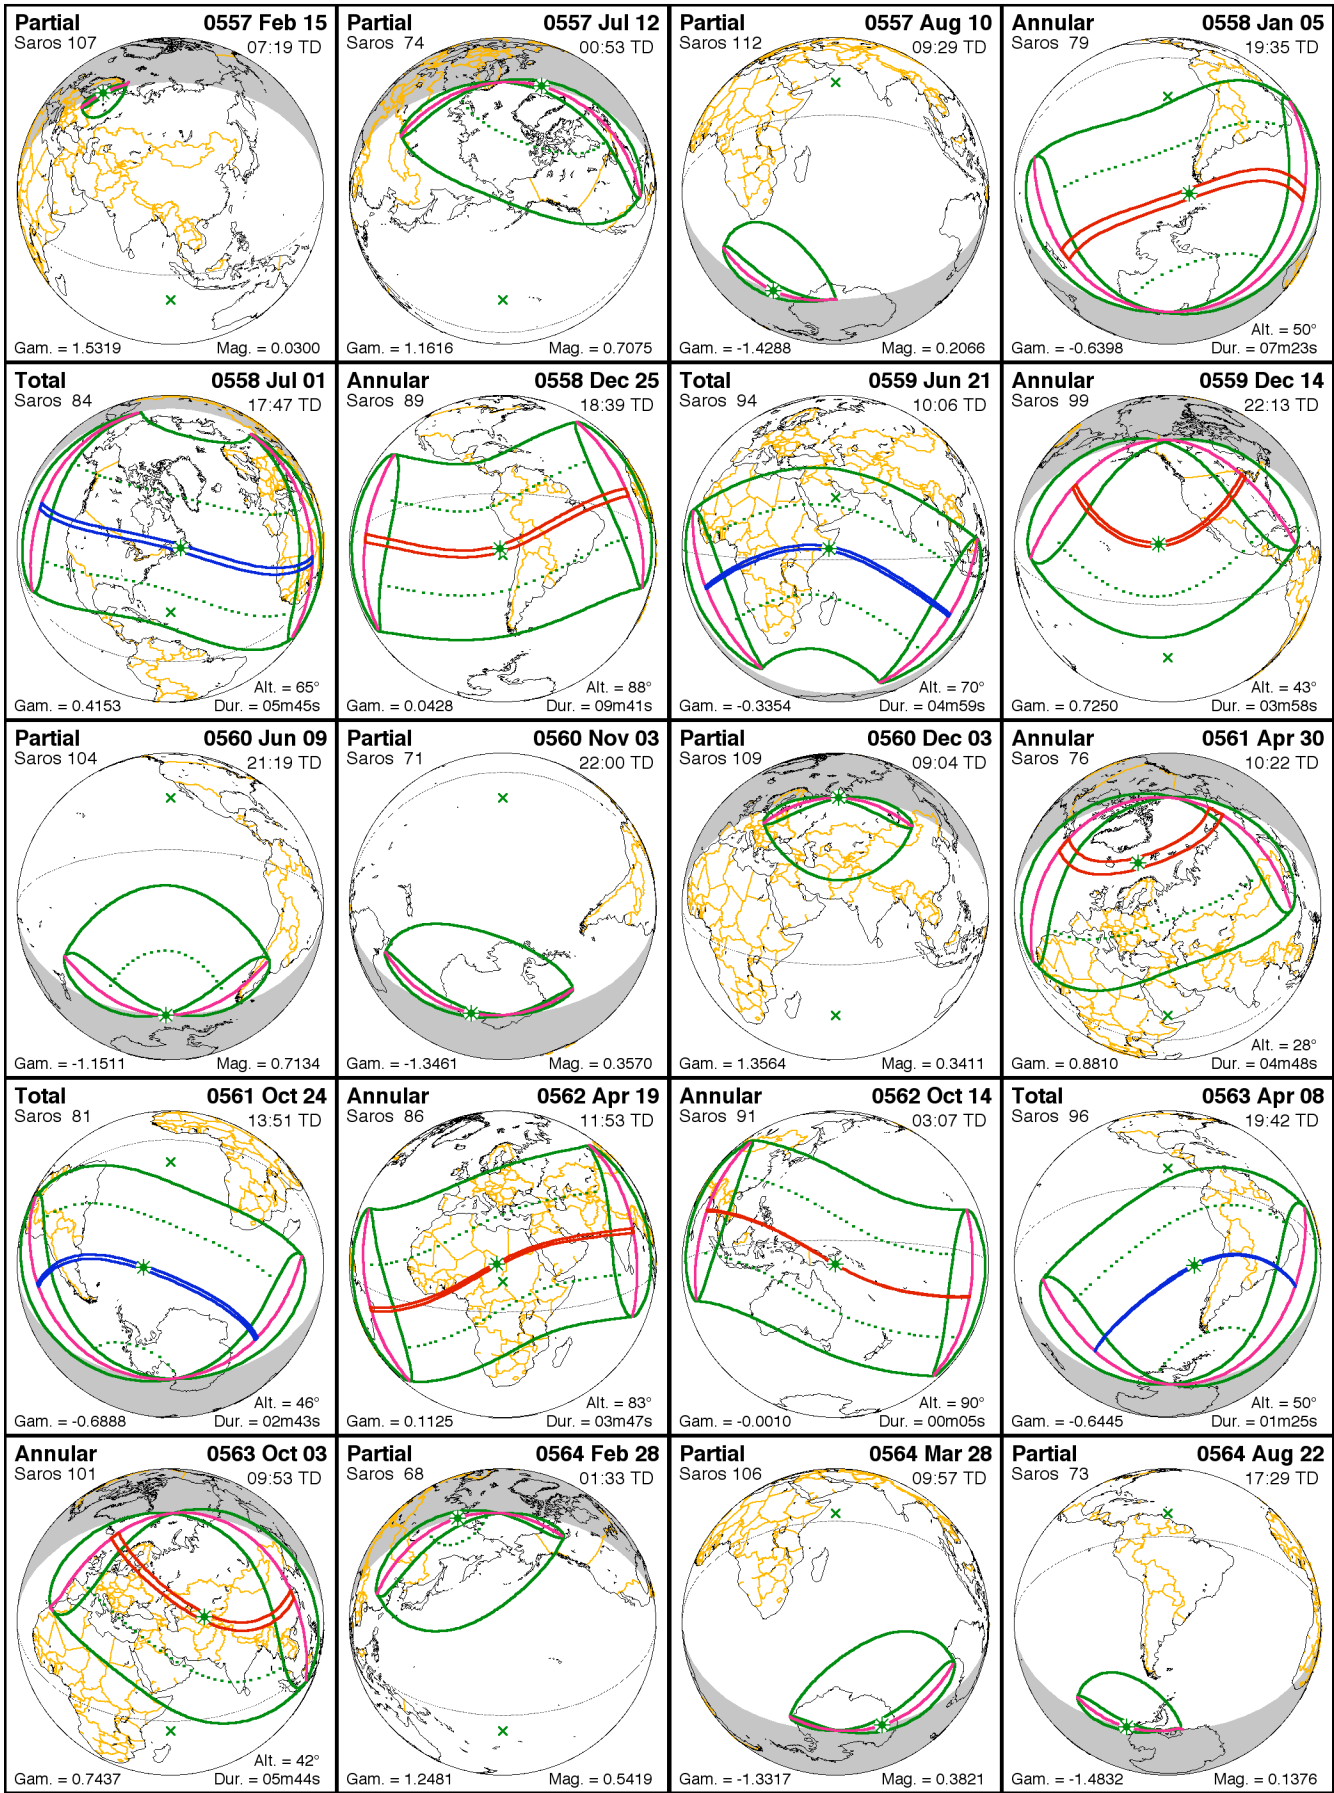 Partial 0557 Feb 15
Saros 107 07:19 TD
Gam. = 1.5319 Mag. = 0.0300
Partial 0557 Jul 12
Saros 74 00:53 TD
Gam. = 1.1616 Mag. = 0.7075
Partial 0557 Aug 10
Saros 112 09:29 TD
Gam. = -1.4288 Mag. = 0.2066
Annular 0558 Jan 05
Saros 79 19:35 TD
Alt. = 50°
Gam. = -0.6398 Dur. = 07m23s
Total 0558 Jul 01
Saros 84 17:47 TD
Alt. = 65°
Gam. = 0.4153 Dur. = 05m45s
Annular 0558 Dec 25
Saros 89 18:39 TD
Alt. = 88°
Gam. = 0.0428 Dur. = 09m41s
Total 0559 Jun 21
Saros 94 10:06 TD
Alt. = 70°
Gam. = -0.3354 Dur. = 04m59s
Annular 0559 Dec 14
Saros 99 22:13 TD
Alt. = 43°
Gam. = 0.7250 Dur. = 03m58s
Partial 0560 Jun 09
Saros 104 21:19 TD
Gam. = -1.1511 Mag. = 0.7134
Partial 0560 Nov 03
Saros 71 22:00 TD
Gam. = -1.3461 Mag. = 0.3570
Partial 0560 Dec 03
Saros 109 09:04 TD
Gam. = 1.3564 Mag. = 0.3411
Annular 0561 Apr 30
Saros 76 10:22 TD
Alt. = 28°
Gam. = 0.8810 Dur. = 04m48s
Total 0561 Oct 24
Saros 81 13:51 TD
Alt. = 46°
Gam. = -0.6888 Dur. = 02m43s
Annular 0562 Apr 19
Saros 86 11:53 TD
Alt. = 83°
Gam. = 0.1125 Dur. = 03m47s
Annular 0562 Oct 14
Saros 91 03:07 TD
Alt. = 90°
Gam. = -0.0010 Dur. = 00m05s
Total 0563 Apr 08
Saros 96 19:42 TD
Alt. = 50°
Gam. = -0.6445 Dur. = 01m25s
Annular 0563 Oct 03
Saros 101 09:53 TD
Alt. = 42°
Gam. = 0.7437 Dur. = 05m44s
Partial 0564 Feb 28
Saros 68 01:33 TD
Gam. = 1.2481 Mag. = 0.5419
Partial 0564 Mar 28
Saros 106 09:57 TD
Gam. = -1.3317 Mag. = 0.3821
Partial 0564 Aug 22
Saros 73 17:29 TD
Gam. = -1.4832 Mag. = 0.1376